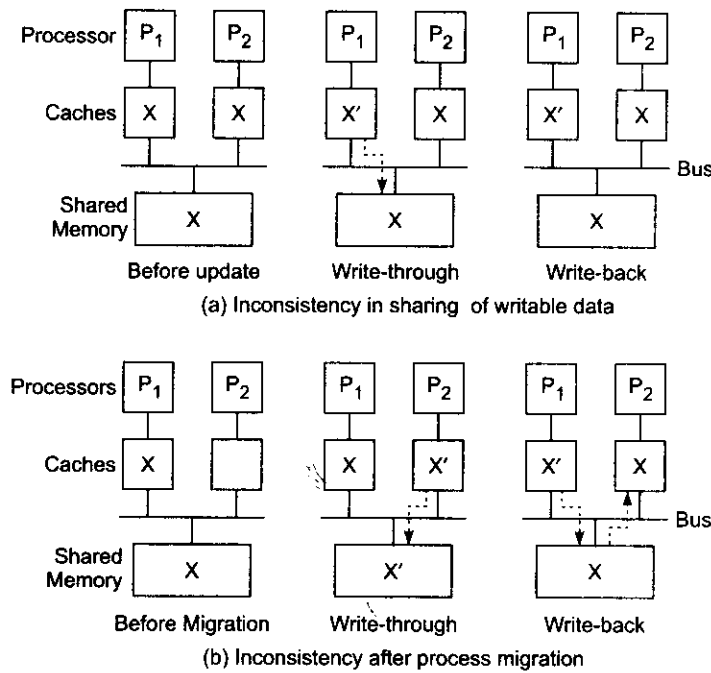 Processor P₁ P₂ P₁ P₂ P₁ P₂
Caches X X X′ X X′ X
Bus
Shared Memory X X X
Before update Write-through Write-back
(a) Inconsistency in sharing of writable data
Processors P₁ P₂ P₁ P₂ P₁ P₂
Caches X X X′ X′ X
Bus
Shared Memory X X′ X
Before Migration Write-through Write-back
(b) Inconsistency after process migration